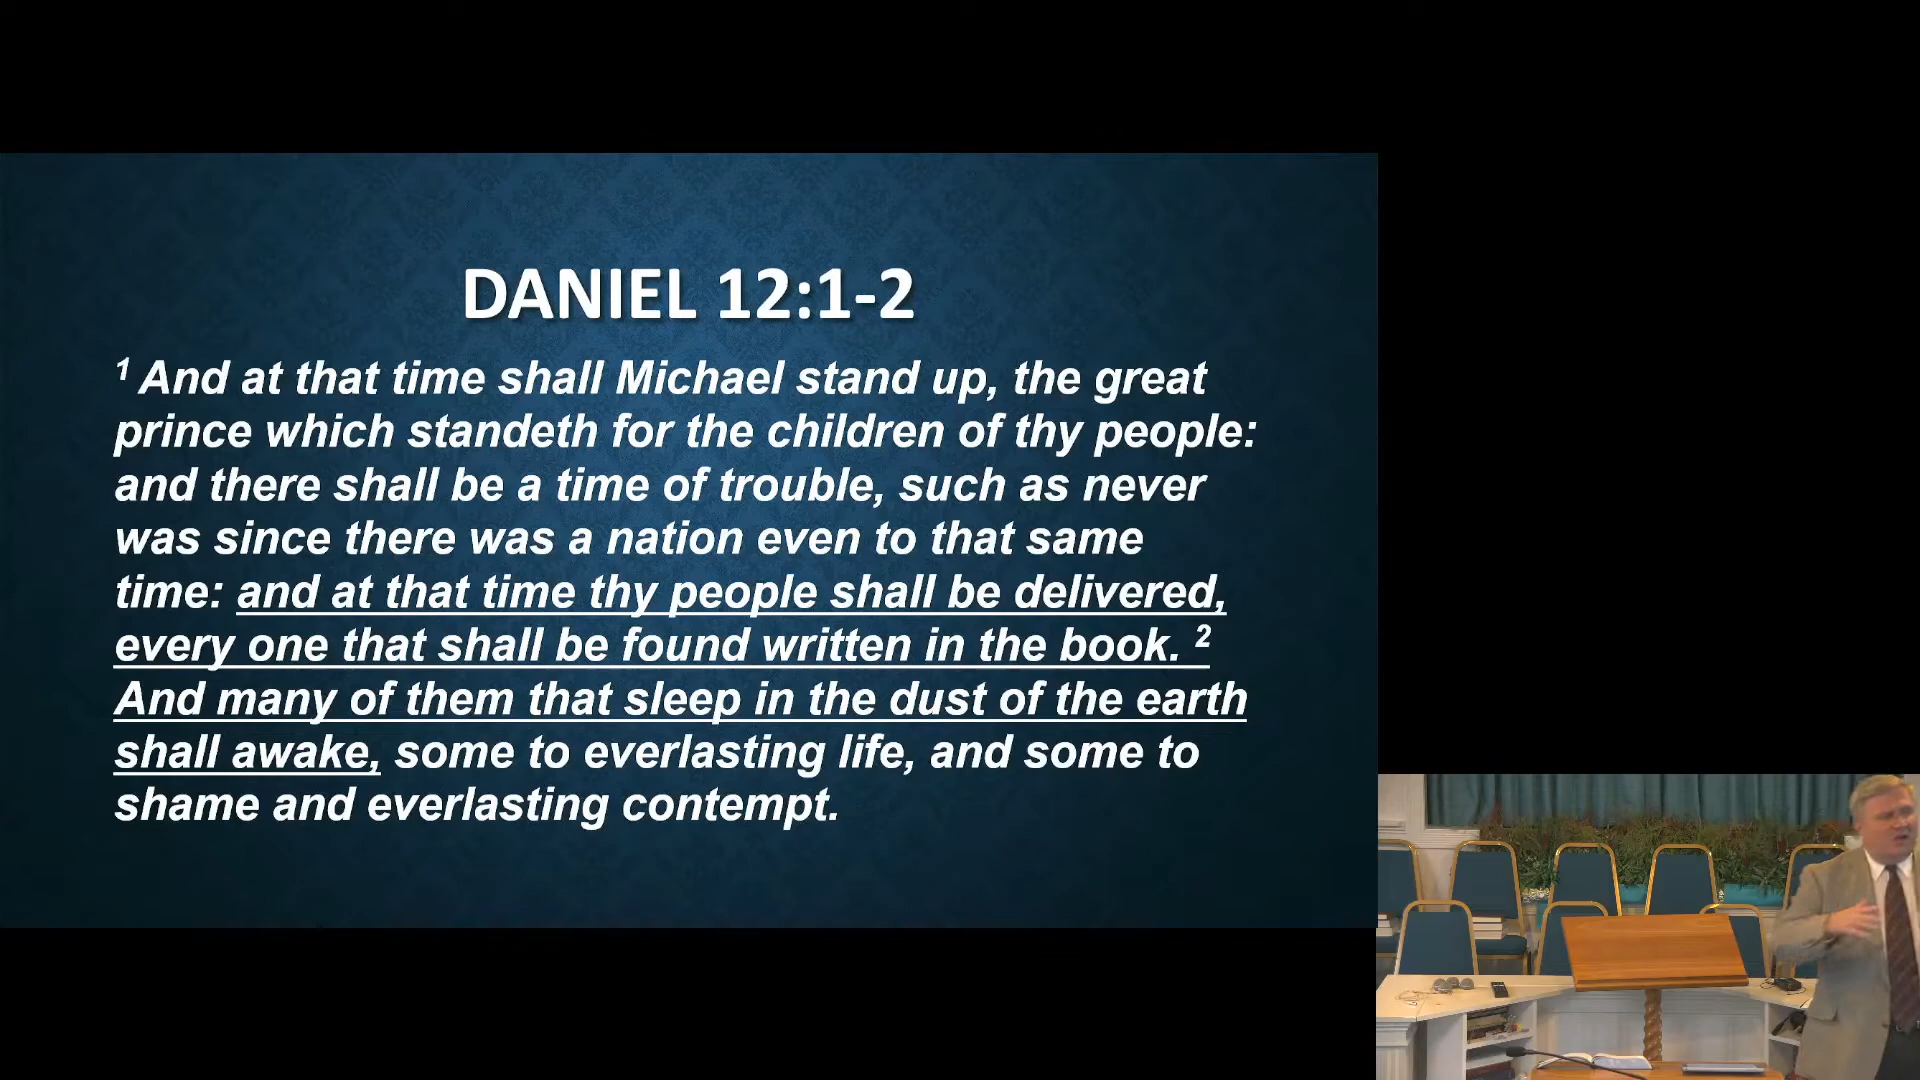 DANIEL 12:1-2
1 And at that time shall Michael stand up, the great
prince which standeth for the children of thy people:
and there shall be a time of trouble, such as never
was since there was a nation even to that same
time: and at that time thy people shall be delivered,
every one that shall be found written in the book. 2
And many of them that sleep in the dust of the earth
shall awake, some to everlasting life, and some to
shame and everlasting contempt.